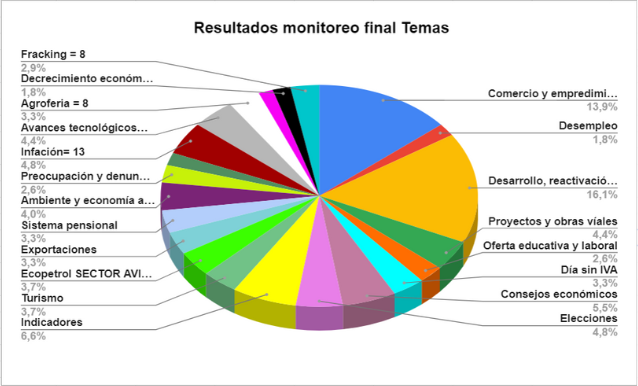 Resultados monitoreo final Temas
Fracking = 8
2,9%
Decrecimiento económ…
1,8%
Agroferia = 8
3,3%
Avances tecnológicos…
4,4%
Infación= 13
4,8%
Preocupación y denun…
2,6%
Ambiente y economía a…
4,0%
Sistema pensional
3,3%
Exportaciones
3,3%
Ecopetrol SECTOR AVI…
3,7%
Turismo
3,7%
Indicadores
6,6%
Comercio y empredimi…
13,9%
Desempleo
1,8%
Desarrollo, reactivació…
16,1%
Proyectos y obras víales
4,4%
Oferta educativa y laboral
2,6%
Día sin IVA
3,3%
Consejos económicos
5,5%
Elecciones
4,8%